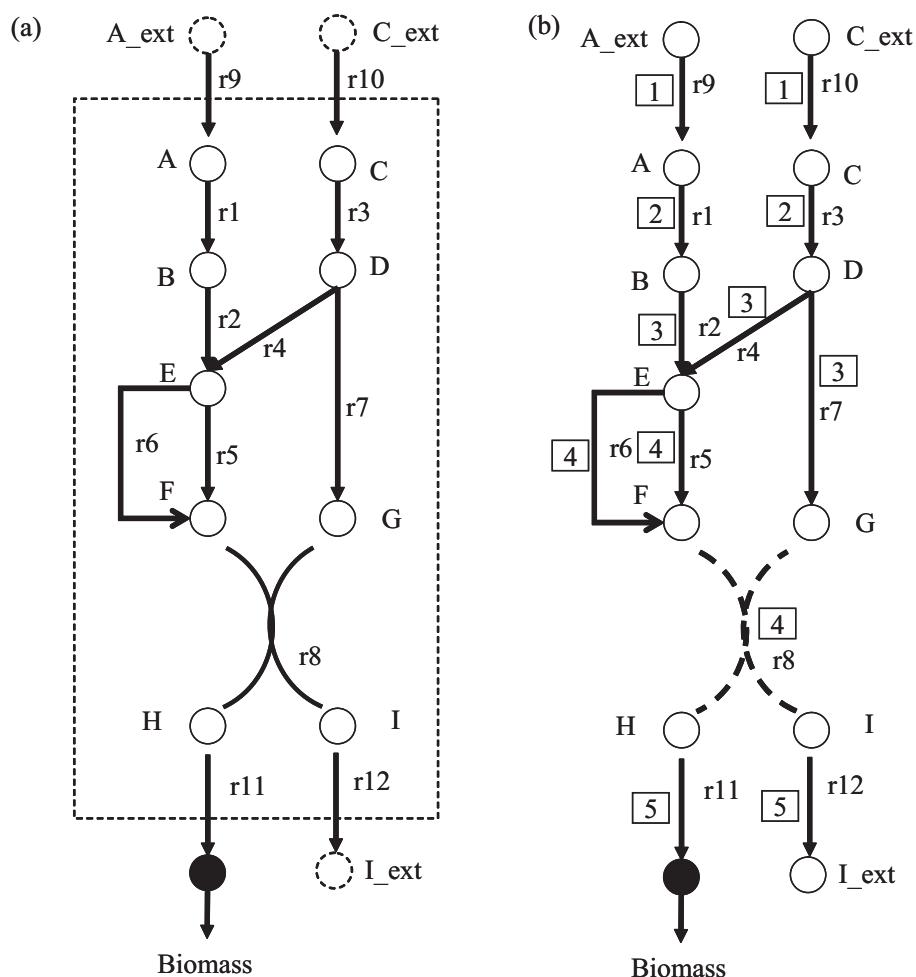 (a)
A_ext
C_ext
r9
r10
A
C
r1
r3
B
D
r2
r4
E
r7
r6
r5
F
G
r8
H
I
r11
r12
I_ext
Biomass
(b)
A_ext
C_ext
1
r9
1
r10
A
C
2
r1
2
r3
B
D
3
3
r2
r4
E
3
r7
4
r6
4
r5
F
G
4
r8
H
I
r11
r12
5
5
I_ext
Biomass